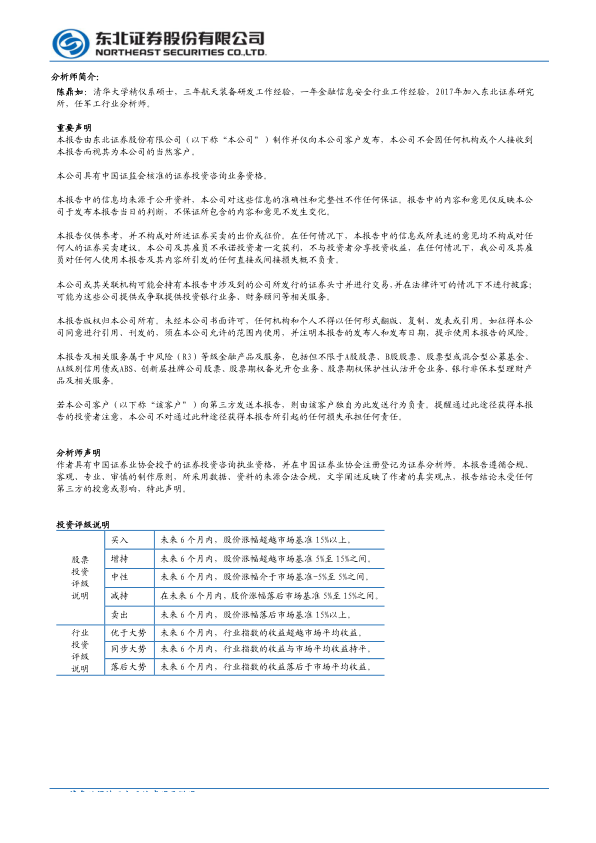 东北证券股份有限公司
NORTHEAST SECURITIES CO.,LTD.
分析师简介:
陈鼎如: 清华大学精仪系硕士, 三年航天装备研发工作经验, 一年金融信息安全行业工作经验, 2017年加入东北证券研究
所, 任军工行业分析师。
重要声明
本报告由东北证券股份有限公司（以下称“本公司”）制作并仅向本公司客户发布, 本公司不会因任何机构或个人接收到
本报告而视其为本公司的当然客户。
本公司具有中国证监会核准的证券投资咨询业务资格。
本报告中的信息均来源于公开资料, 本公司对这些信息的准确性和完整性不作任何保证。报告中的内容和意见仅反映本公
司于发布本报告当日的判断, 不保证所包含的内容和意见不发生变化。
本报告仅供参考, 并不构成对所述证券买卖的出价或征价。在任何情况下, 本报告中的信息或所表述的意见均不构成对任
何人的证券买卖建议。本公司及其雇员不承诺投资者一定获利, 不与投资者分享投资收益, 在任何情况下, 我公司及其雇
员对任何人使用本报告及其内容所引发的任何直接或间接损失概不负责。
本公司或其关联机构可能会持有本报告中涉及到的公司所发行的证券头寸并进行交易, 并在法律许可的情况下不进行披露;
可能为这些公司提供或争取提供投资银行业务、财务顾问等相关服务。
本报告版权归本公司所有。未经本公司书面许可, 任何机构和个人不得以任何形式翻版、复制、发表或引用。如征得本公
司同意进行引用、刊发的, 须在本公司允许的范围内使用, 并注明本报告的发布人和发布日期, 提示使用本报告的风险。
本报告及相关服务属于中风险（R3）等级金融产品及服务, 包括但不限于A股股票、B股股票、股票型或混合型公募基金、
AA级别信用债或ABS、创新层挂牌公司股票、股票期权备兑开仓业务、股票期权保护性认沽开仓业务、银行非保本型理财产
品及相关服务。
若本公司客户（以下称“该客户”）向第三方发送本报告, 则由该客户独自为此发送行为负责。提醒通过此途径获得本报
告的投资者注意, 本公司不对通过此种途径获得本报告所引起的任何损失承担任何责任。
分析师声明
作者具有中国证券业协会授予的证券投资咨询执业资格, 并在中国证券业协会注册登记为证券分析师。本报告遵循合规、
客观、专业、审慎的制作原则, 所采用数据、资料的来源合法合规, 文字阐述反映了作者的真实观点, 报告结论未受任何
第三方的授意或影响, 特此声明。
投资评级说明
股票
投资
评级
说明
买入 未来 6 个月内, 股价涨幅超越市场基准 15%以上。
增持 未来 6 个月内, 股价涨幅超越市场基准 5%至 15%之间。
中性 未来 6 个月内, 股价涨幅介于市场基准-5%至 5%之间。
减持 在未来 6 个月内, 股价涨幅落后市场基准 5%至 15%之间。
卖出 未来 6 个月内, 股价涨幅落后市场基准 15%以上。
行业
投资
评级
说明
优于大势 未来 6 个月内, 行业指数的收益超越市场平均收益。
同步大势 未来 6 个月内, 行业指数的收益与市场平均收益持平。
落后大势 未来 6 个月内, 行业指数的收益落后于市场平均收益。